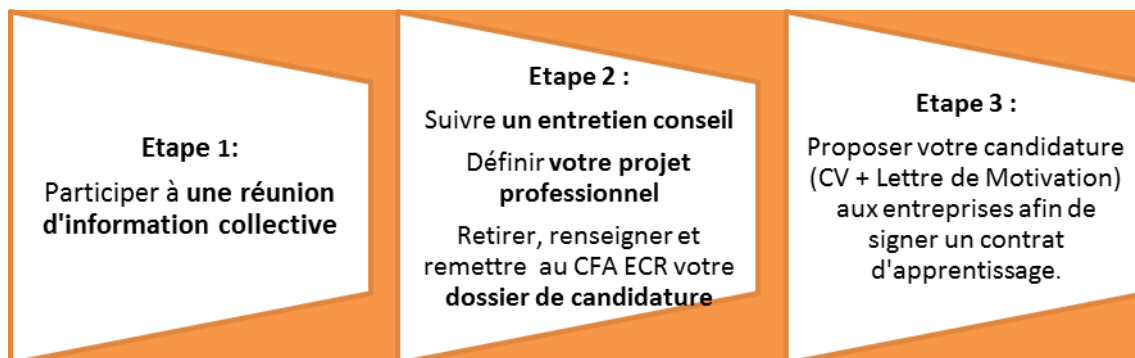 Etape 1:
Participer à une réunion
d'information collective
Etape 2 :
Suivre un entretien conseil
Définir votre projet
professionnel
Retirer, renseigner et
remettre au CFA ECR votre
dossier de candidature
Etape 3 :
Proposer votre candidature
(CV + Lettre de Motivation)
aux entreprises afin de
signer un contrat
d'apprentissage.